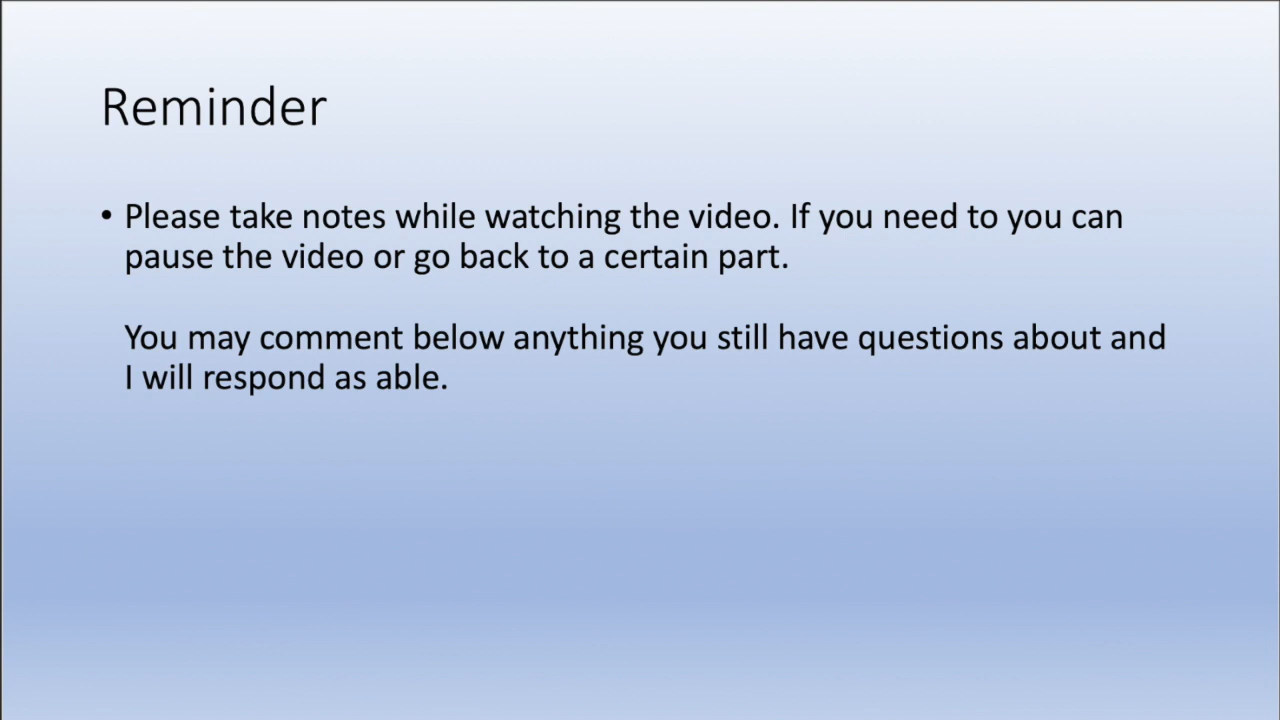 Reminder
• Please take notes while watching the video. If you need to you can
pause the video or go back to a certain part.
You may comment below anything you still have questions about and
I will respond as able.